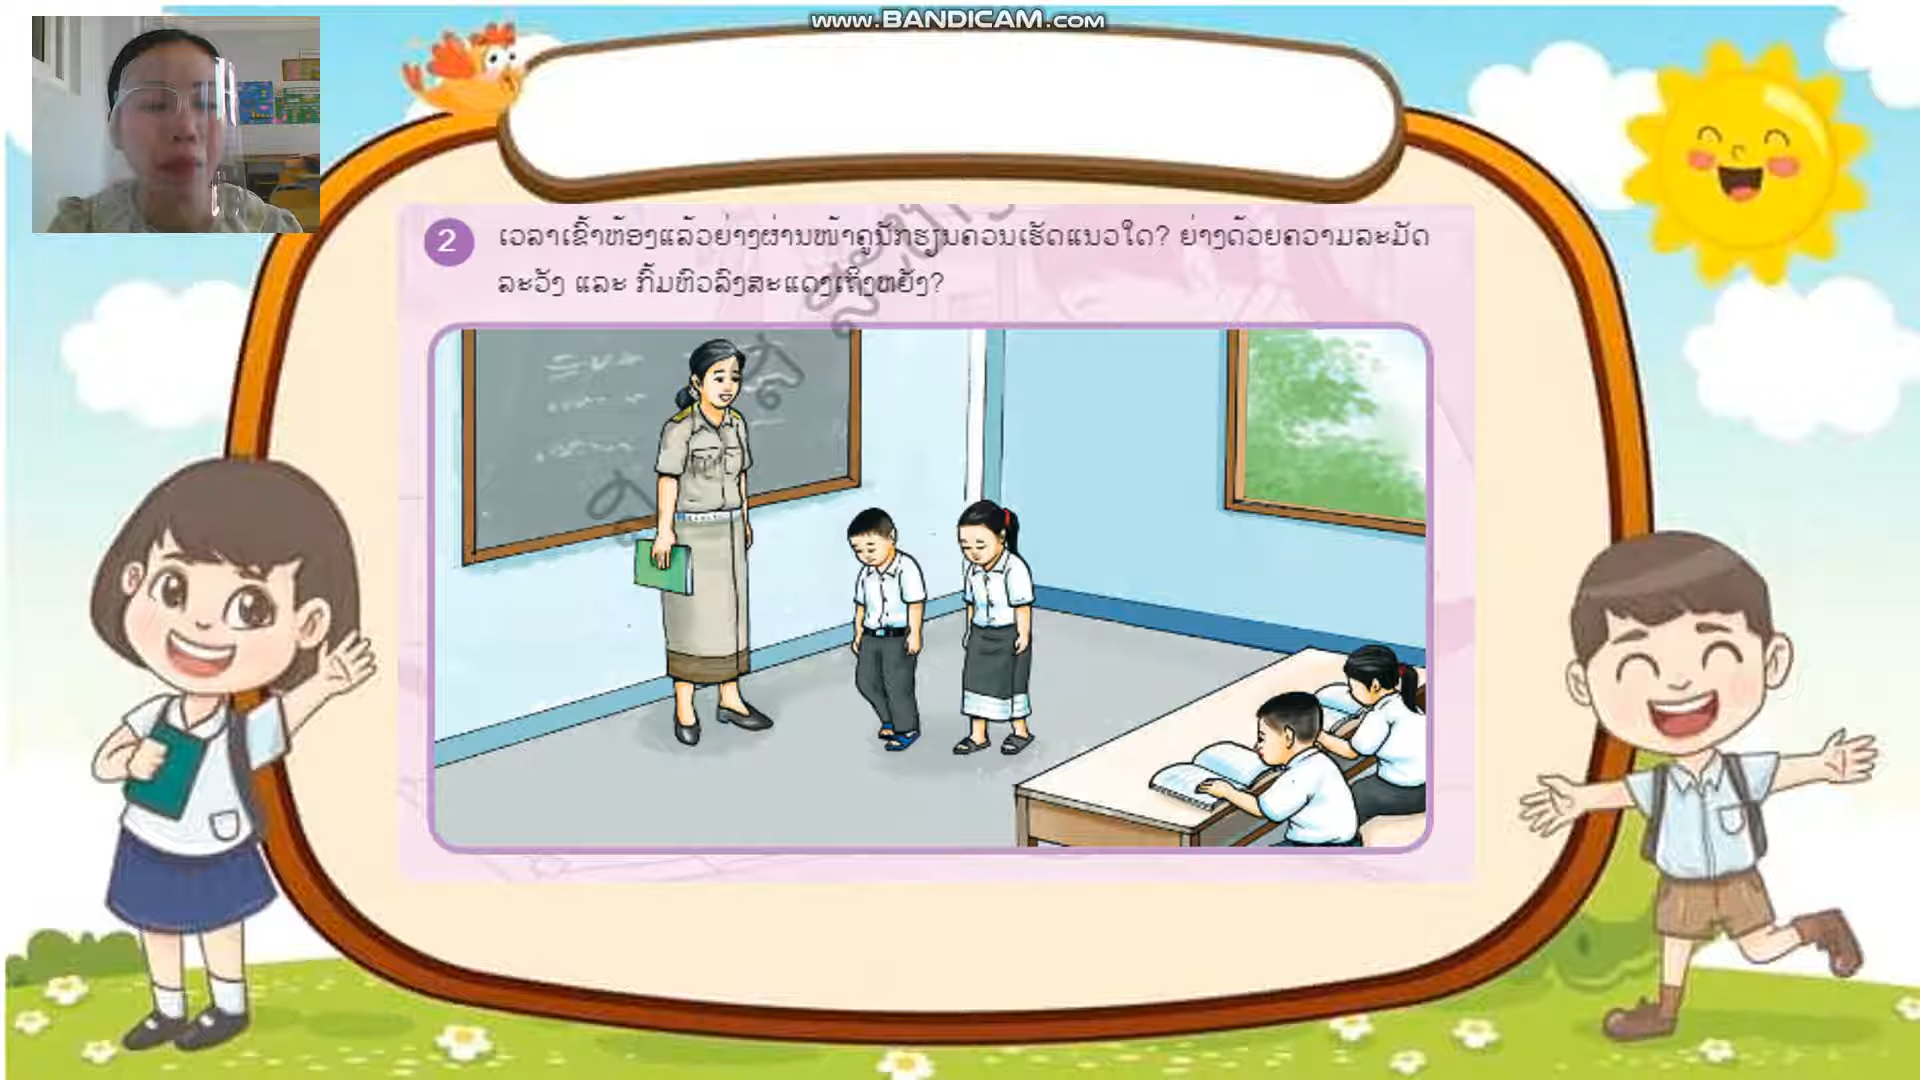 www.BANDICAM.com
2 ເວລາເຂົ້າຫ້ອງແລ້ວຍ່າງຜ່ານໜ້າຄູນັກຮຽນຄວນເຮັດແນວໃດ? ຍ່າງດ້ວຍຄວາມລະມັດ
ລະວັງ ແລະ ກົ້ມຫົວລົງສະແດງເຖິງຫຍັງ?